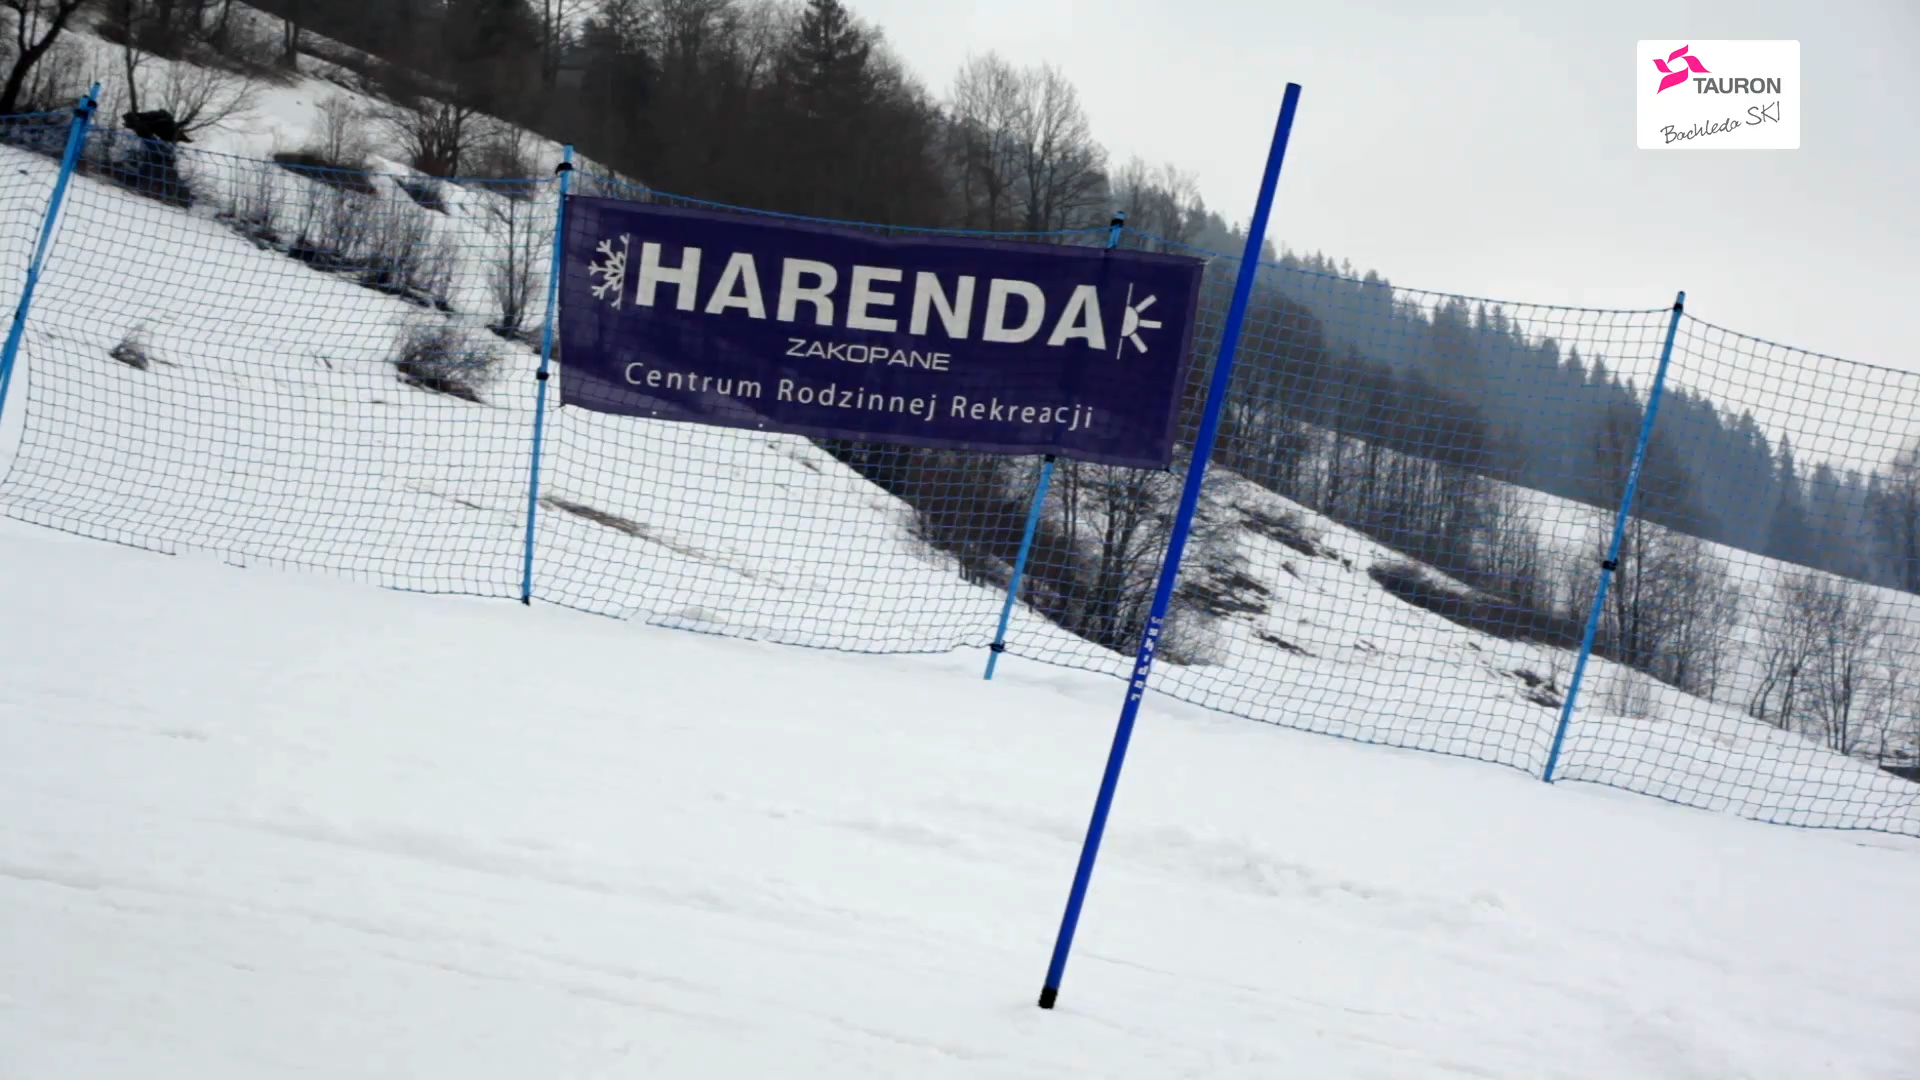 TAURON
Bachleda SKI
HARENDA
ZAKOPANE
Centrum Rodzinnej Rekreacji